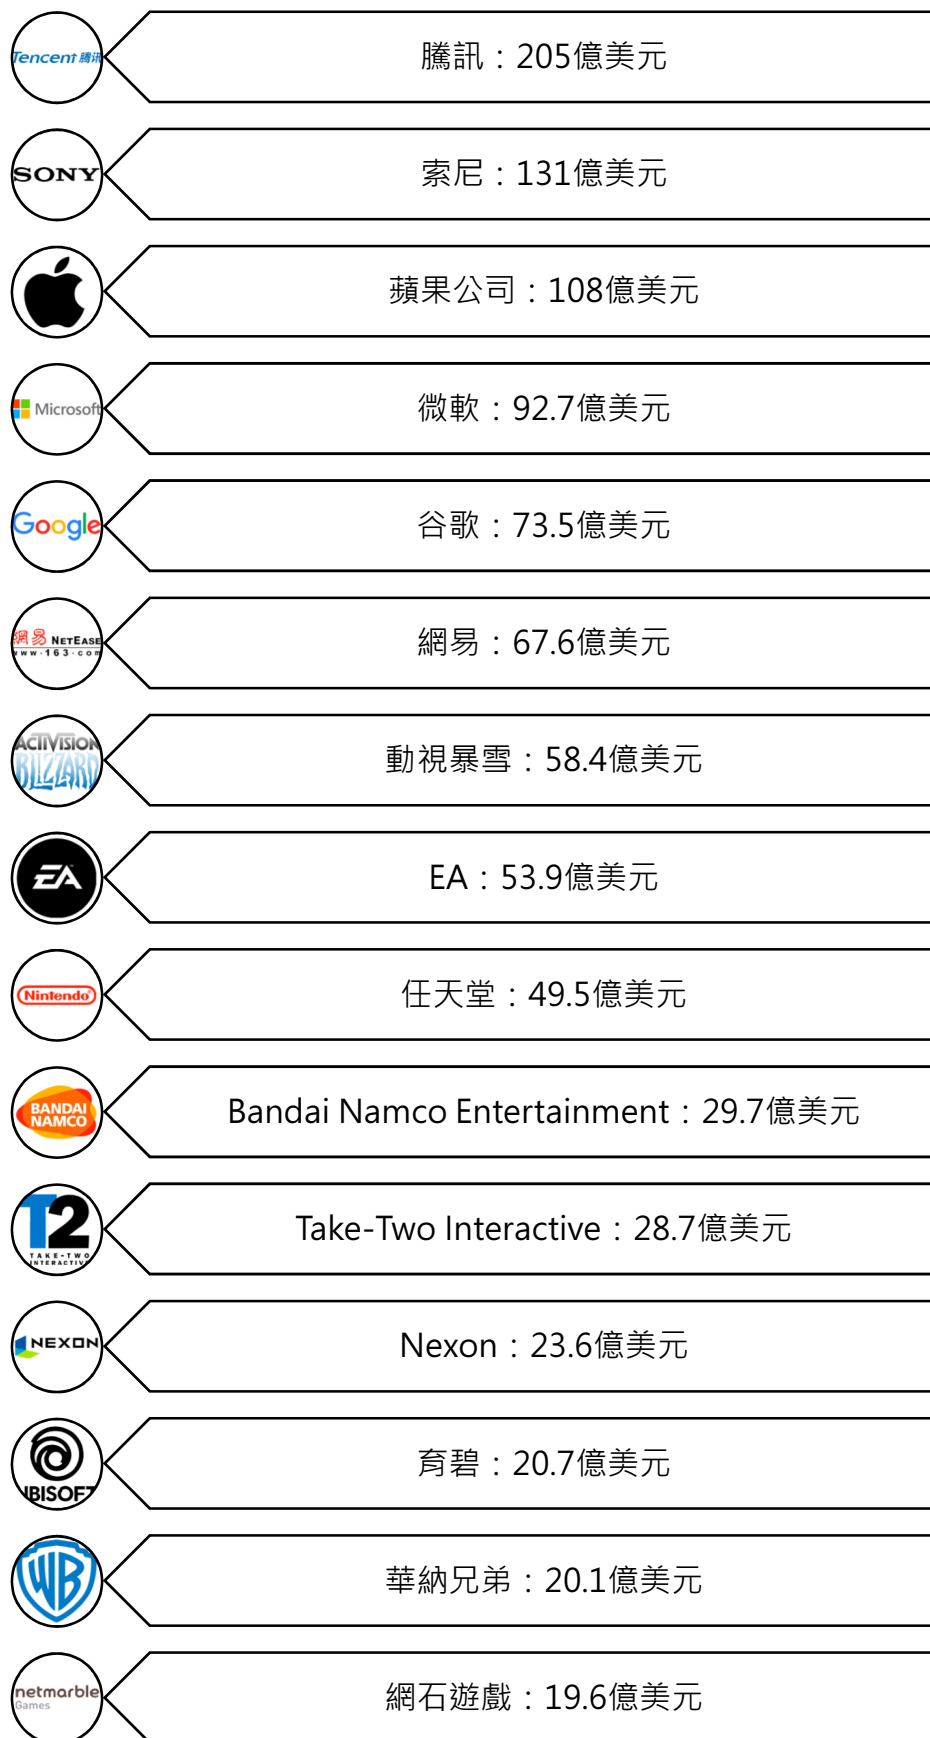 Tencent 騰訊
騰訊：205億美元
SONY
索尼：131億美元
蘋果公司：108億美元
Microsoft
微軟：92.7億美元
Google
谷歌：73.5億美元
網易 NETEASE
www.163.com
網易：67.6億美元
ACTIVISION
BLIZZARD
動視暴雪：58.4億美元
EA
EA：53.9億美元
Nintendo
任天堂：49.5億美元
BANDAI
NAMCO
Bandai Namco Entertainment：29.7億美元
T2
TAKE-TWO
INTERACTIVE
Take-Two Interactive：28.7億美元
NEXON
Nexon：23.6億美元
UBISOFT
育碧：20.7億美元
WB
華納兄弟：20.1億美元
netmarble
Games
網石遊戲：19.6億美元